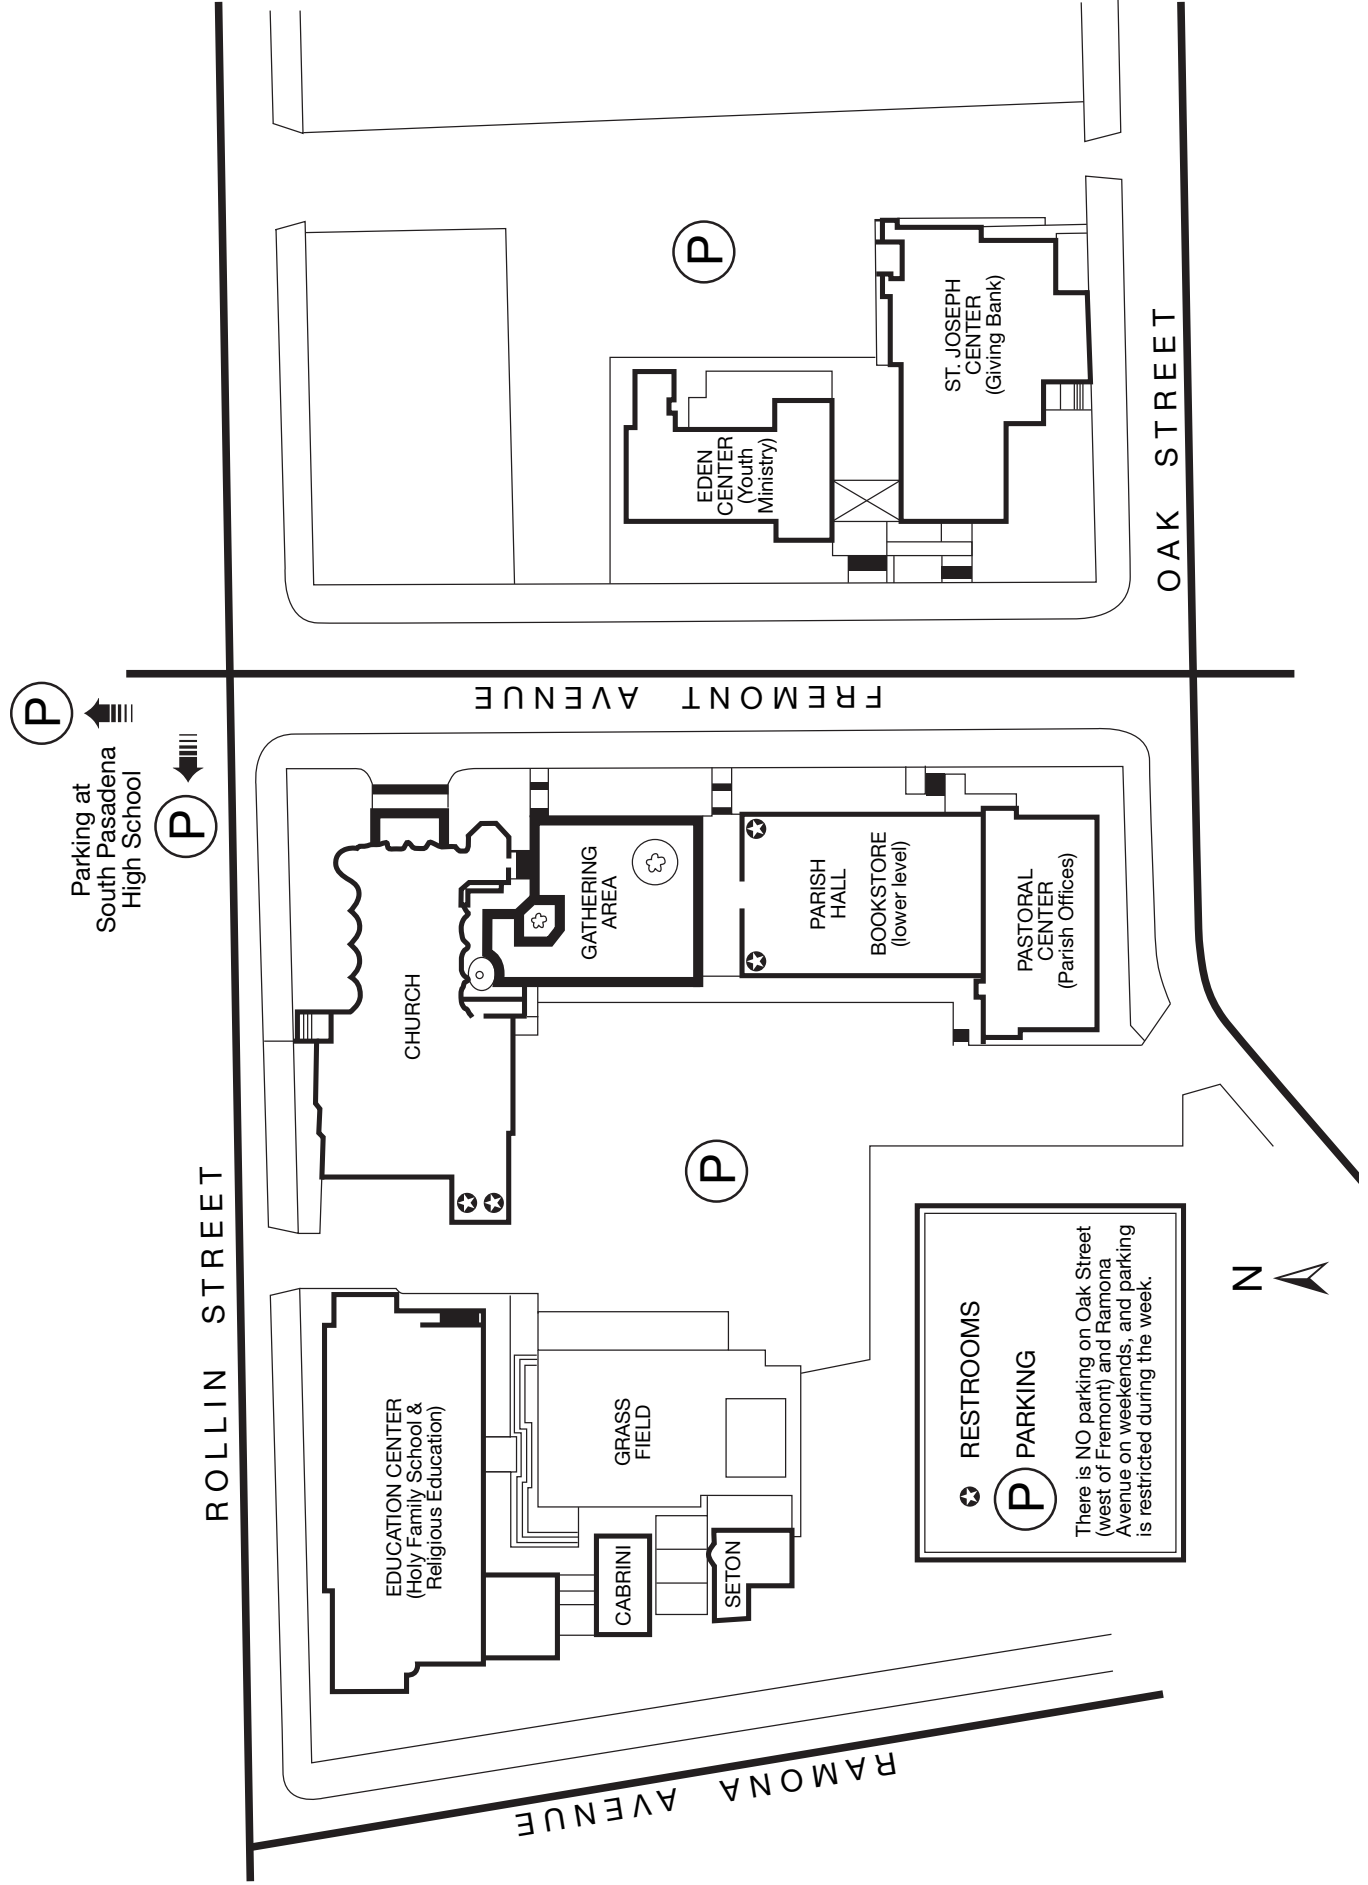 Parking at
South Pasadena
High School
P
P
ROLLIN STREET
FREMONT AVENUE
OAK STREET
RAMONA AVENUE
EDUCATION CENTER
(Holy Family School &
Religious Education)
CABRINI
SETON
GRASS
FIELD
CHURCH
GATHERING
AREA
PARISH
HALL
BOOKSTORE
(lower level)
PASTORAL
CENTER
(Parish Offices)
P
EDEN
CENTER
(Youth
Ministry)
ST. JOSEPH
CENTER
(Giving Bank)
P
RESTROOMS
P PARKING
There is NO parking on Oak Street
(west of Fremont) and Ramona
Avenue on weekends, and parking
is restricted during the week.
N